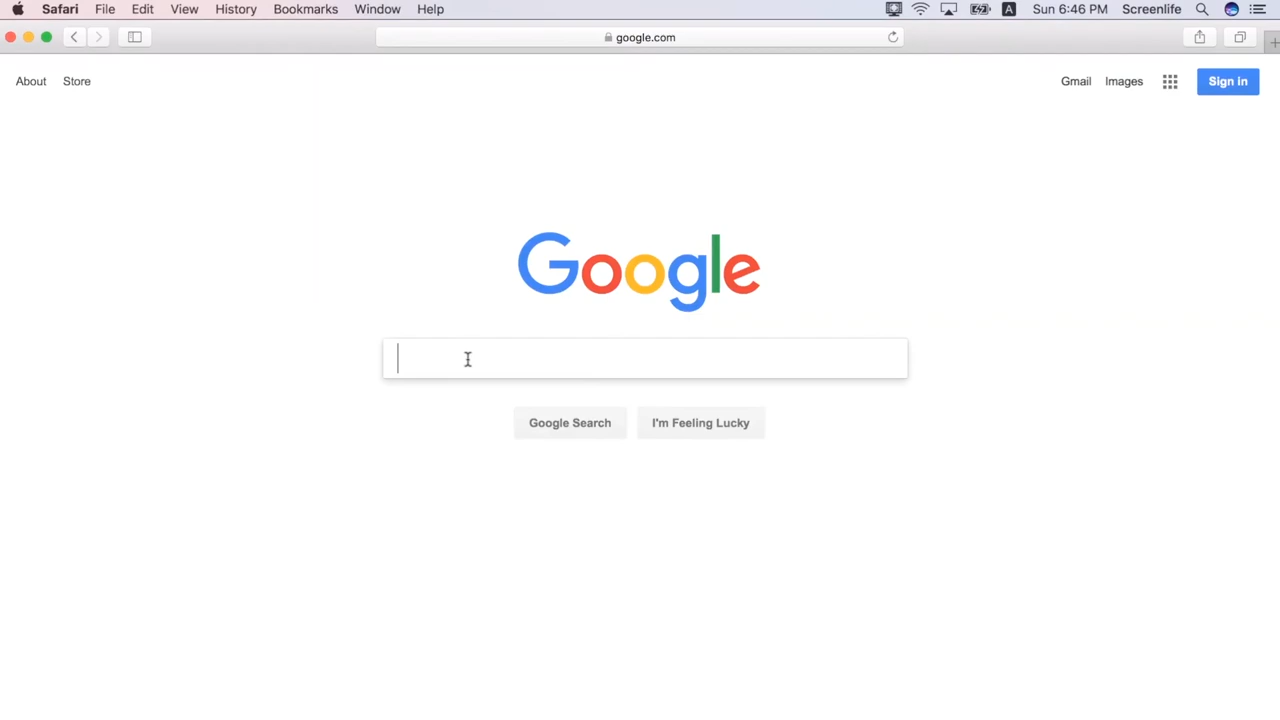 Safari File Edit View History Bookmarks Window Help A Sun 6:46 PM Screenlife
google.com
About Store Gmail Images Sign in
Google
Google Search I'm Feeling Lucky